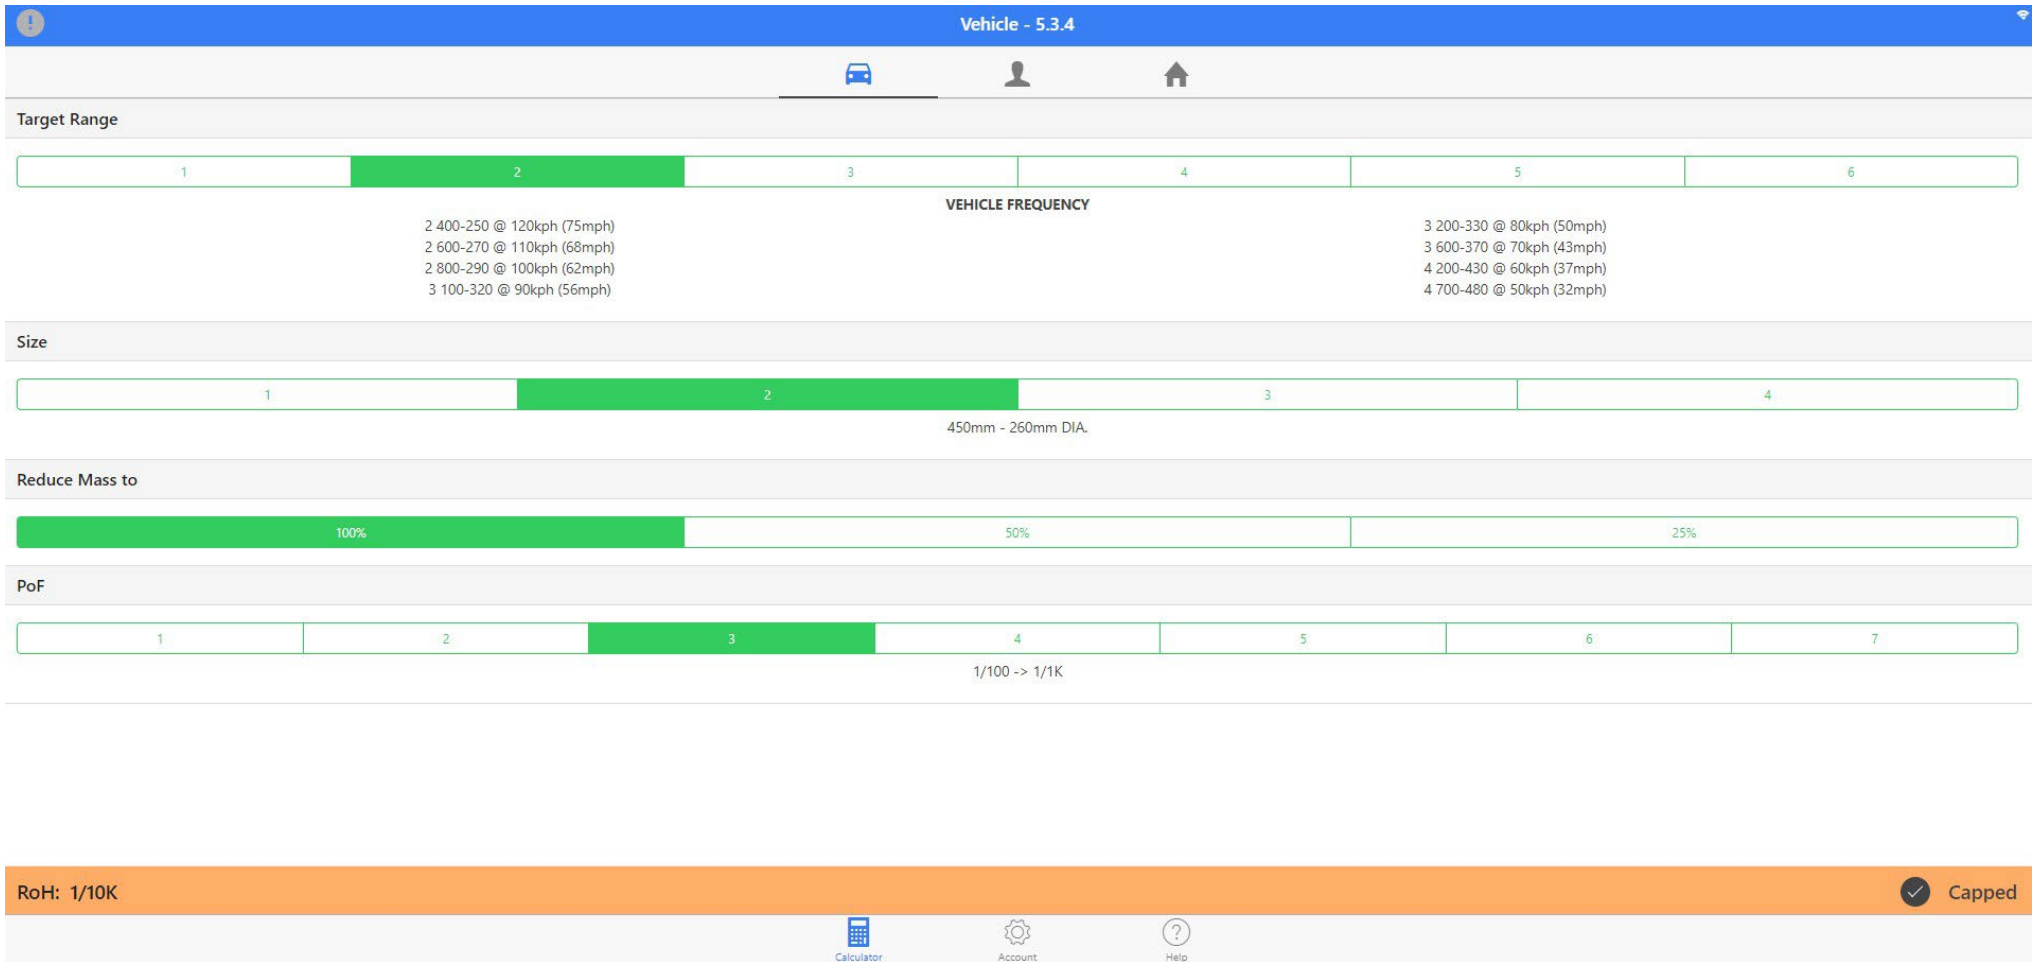 Vehicle - 5.3.4
Target Range
1 2 3 4 5 6
VEHICLE FREQUENCY
2 400-250 @ 120kph (75mph)
2 600-270 @ 110kph (68mph)
2 800-290 @ 100kph (62mph)
3 100-320 @ 90kph (56mph)
3 200-330 @ 80kph (50mph)
3 600-370 @ 70kph (43mph)
4 200-430 @ 60kph (37mph)
4 700-480 @ 50kph (32mph)
Size
1 2 3 4
450mm - 260mm DIA.
Reduce Mass to
100% 50% 25%
PoF
1 2 3 4 5 6 7
1/100 -> 1/1K
RoH: 1/10K
Capped
Calculator Account Help